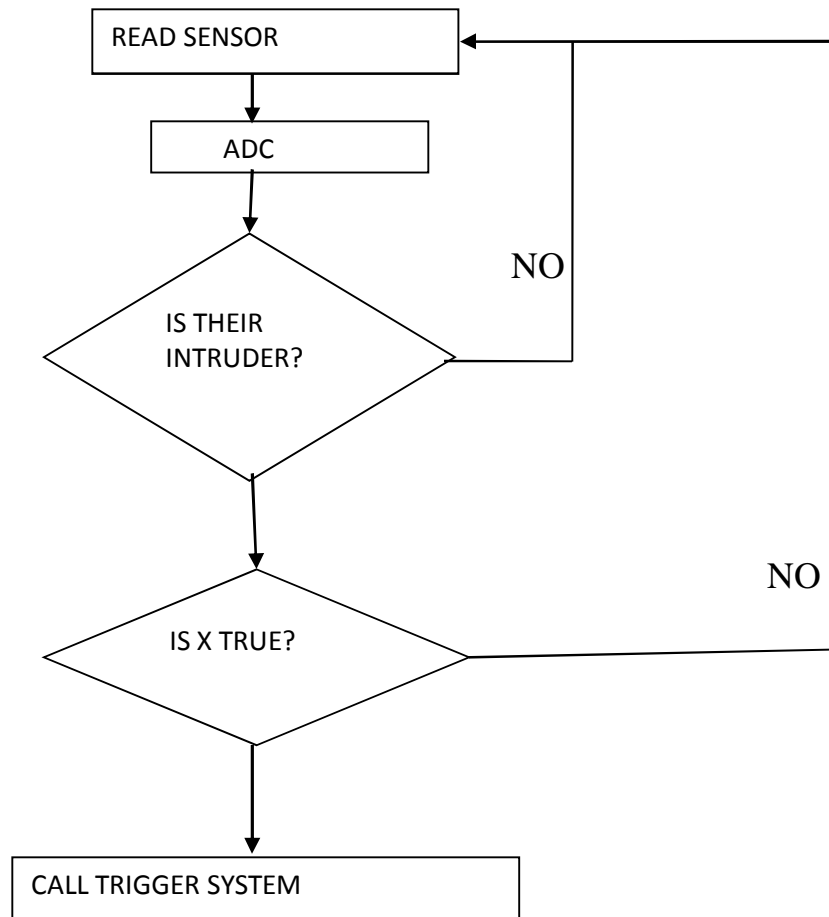 READ SENSOR
ADC
NO
IS THEIR
INTRUDER?
NO
IS X TRUE?
CALL TRIGGER SYSTEM